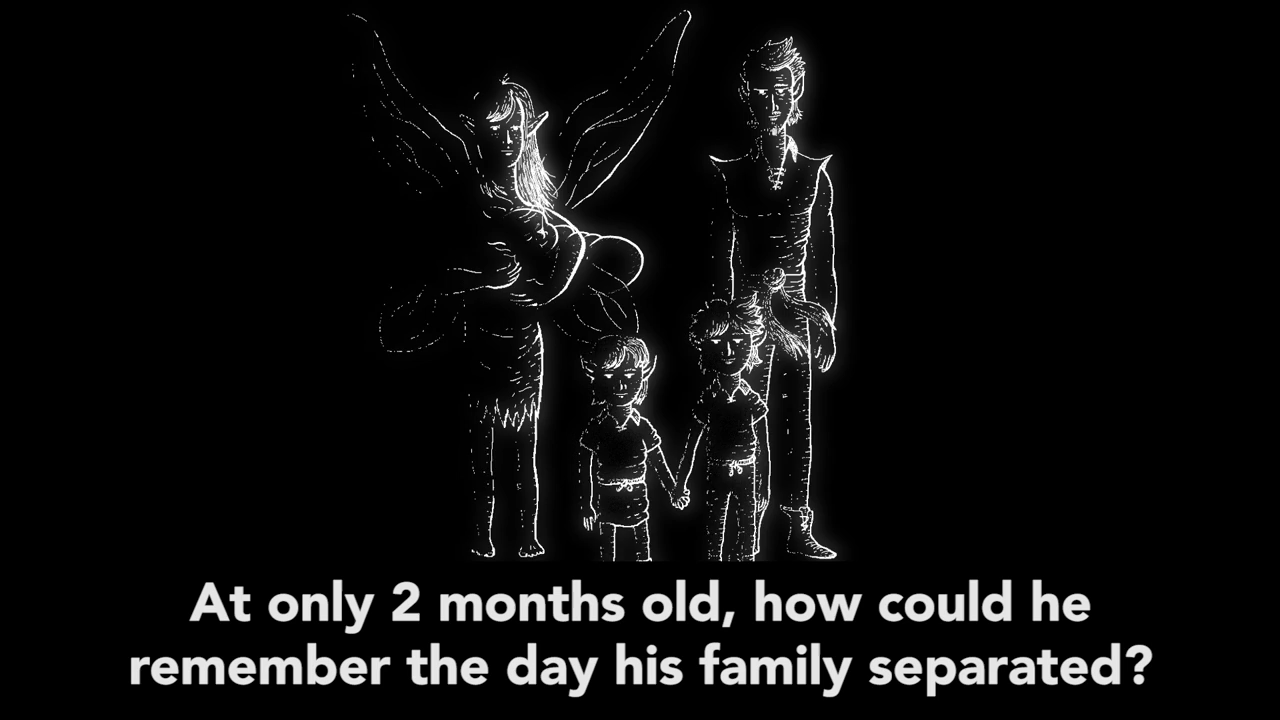 At only 2 months old, how could he
remember the day his family separated?